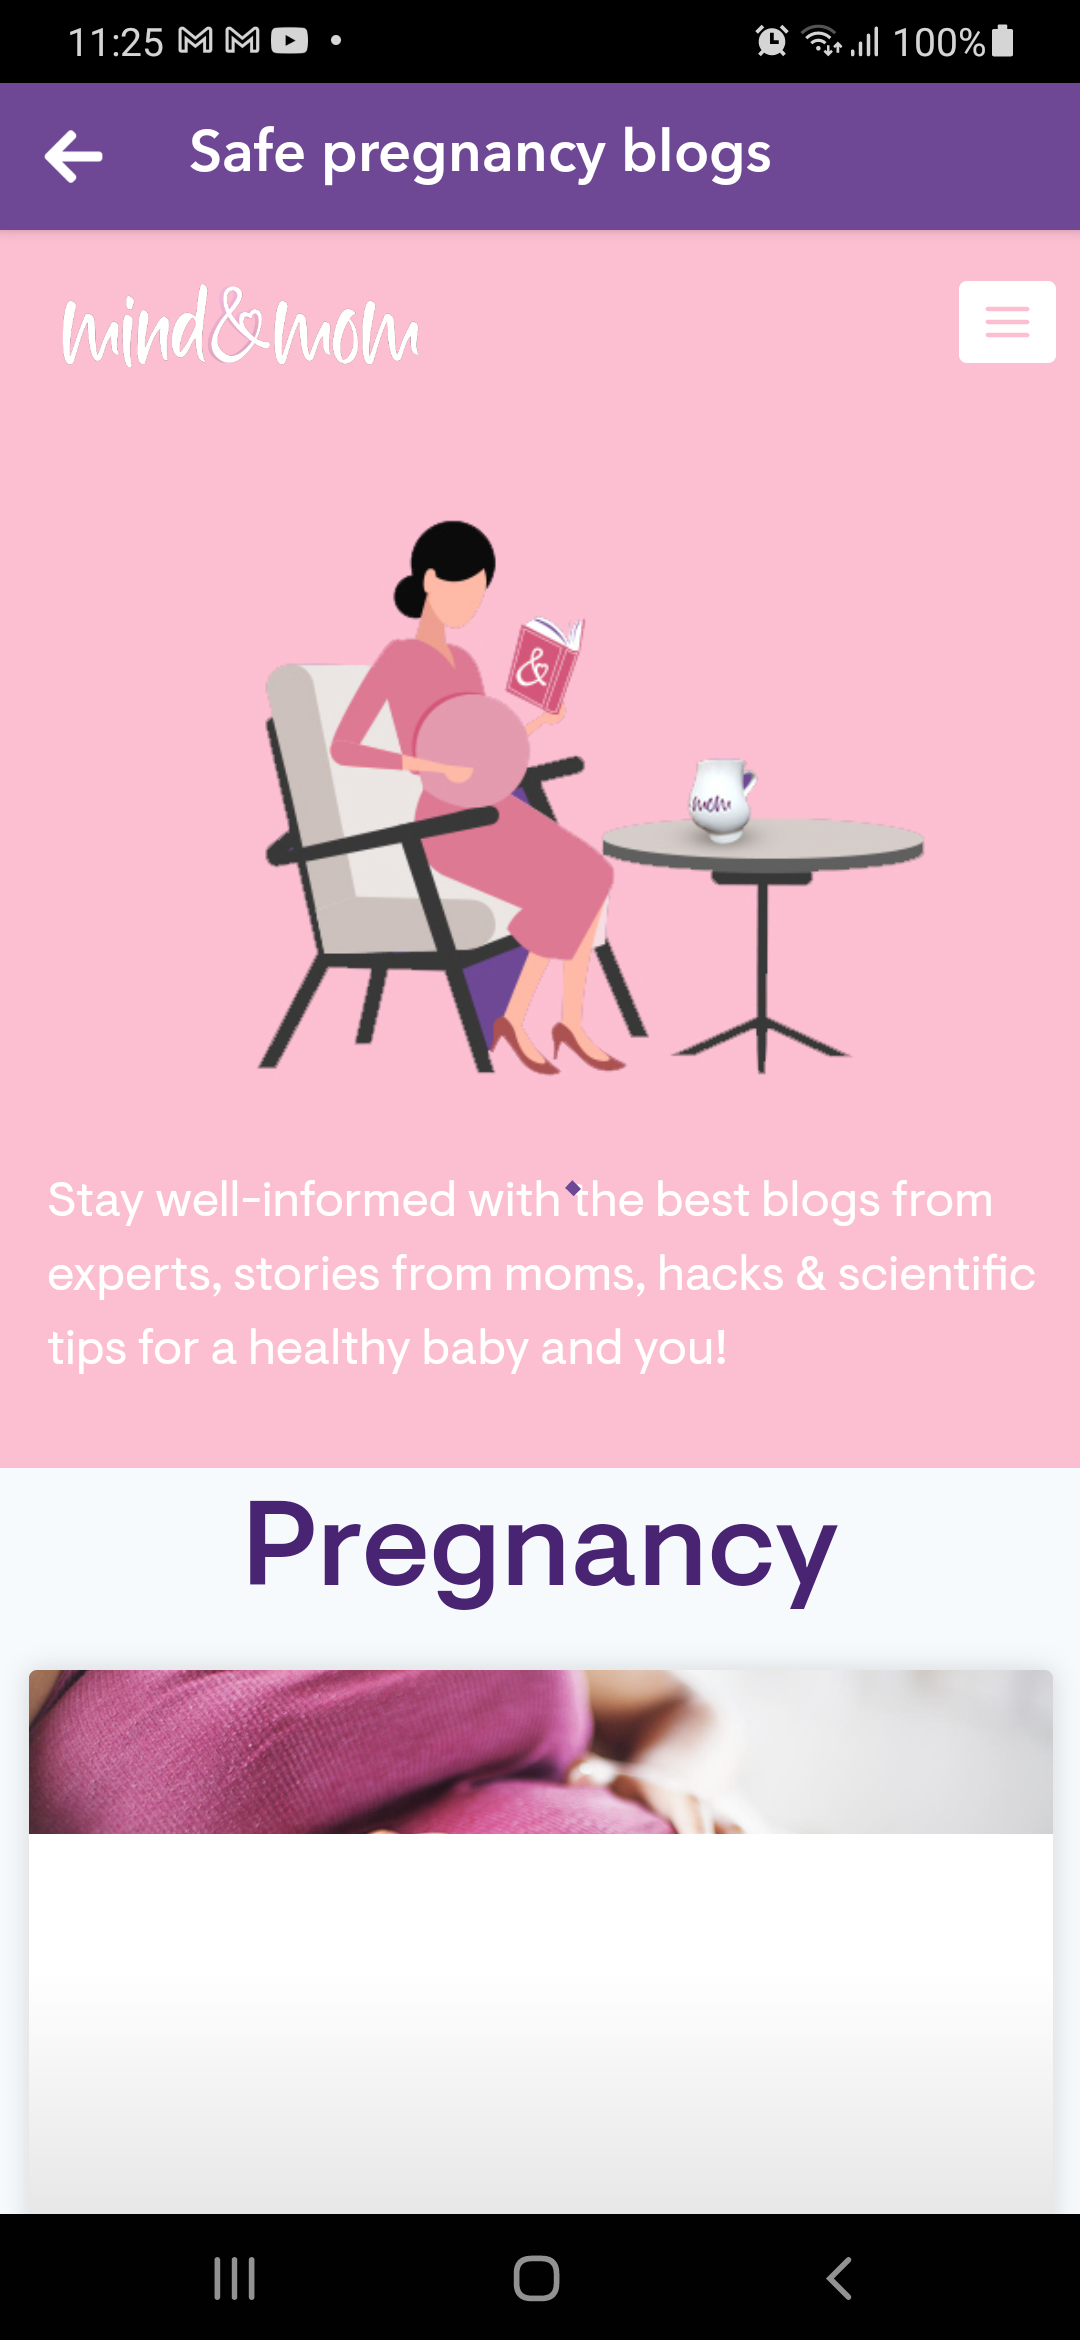 11:25
100%
Safe pregnancy blogs
mind&mom
&
mom
Stay well-informed with the best blogs from
experts, stories from moms, hacks & scientific
tips for a healthy baby and you!
Pregnancy